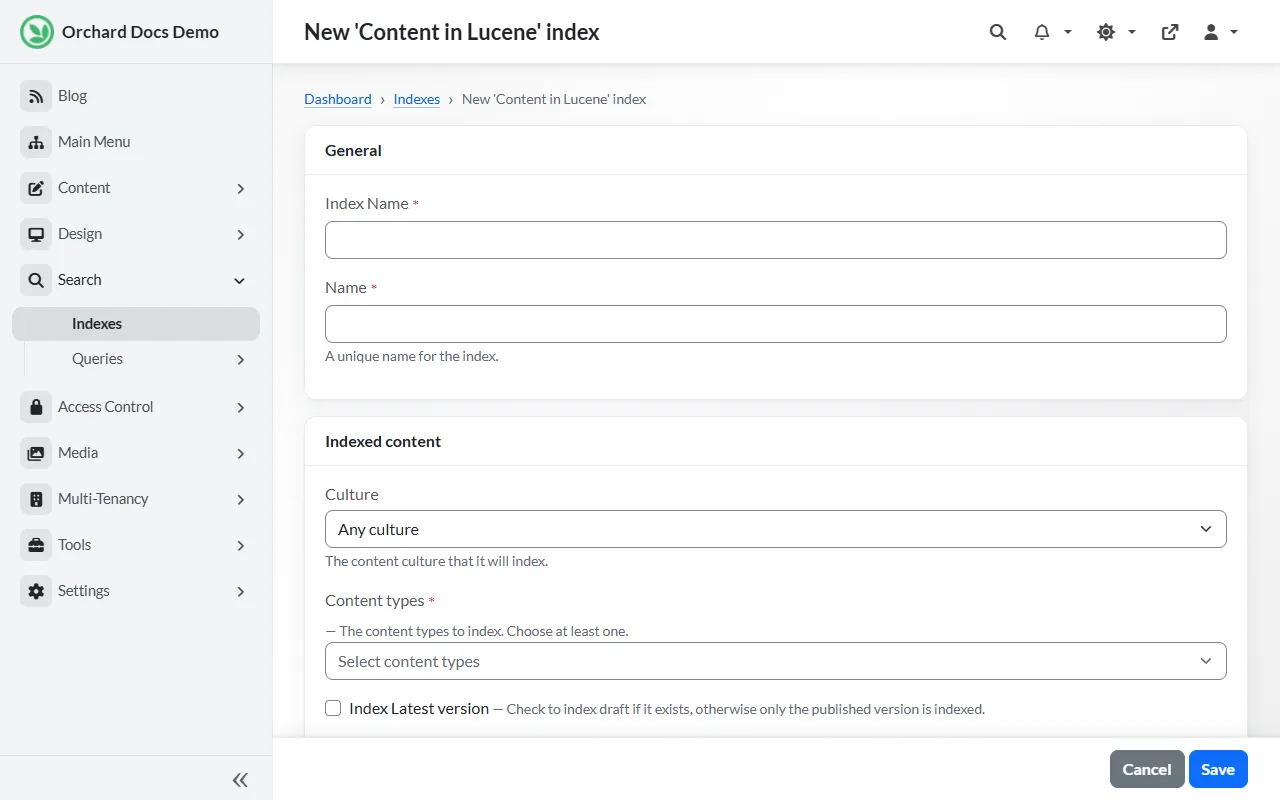 Orchard Docs Demo
New 'Content in Lucene' index
Blog
Main Menu
Content
Design
Search
Indexes
Queries
Access Control
Media
Multi-Tenancy
Tools
Settings
Dashboard › Indexes › New 'Content in Lucene' index
General
Index Name *
Name *
A unique name for the index.
Indexed content
Culture
Any culture
The content culture that it will index.
Content types *
— The content types to index. Choose at least one.
Select content types
Index Latest version — Check to index draft if it exists, otherwise only the published version is indexed.
Cancel
Save